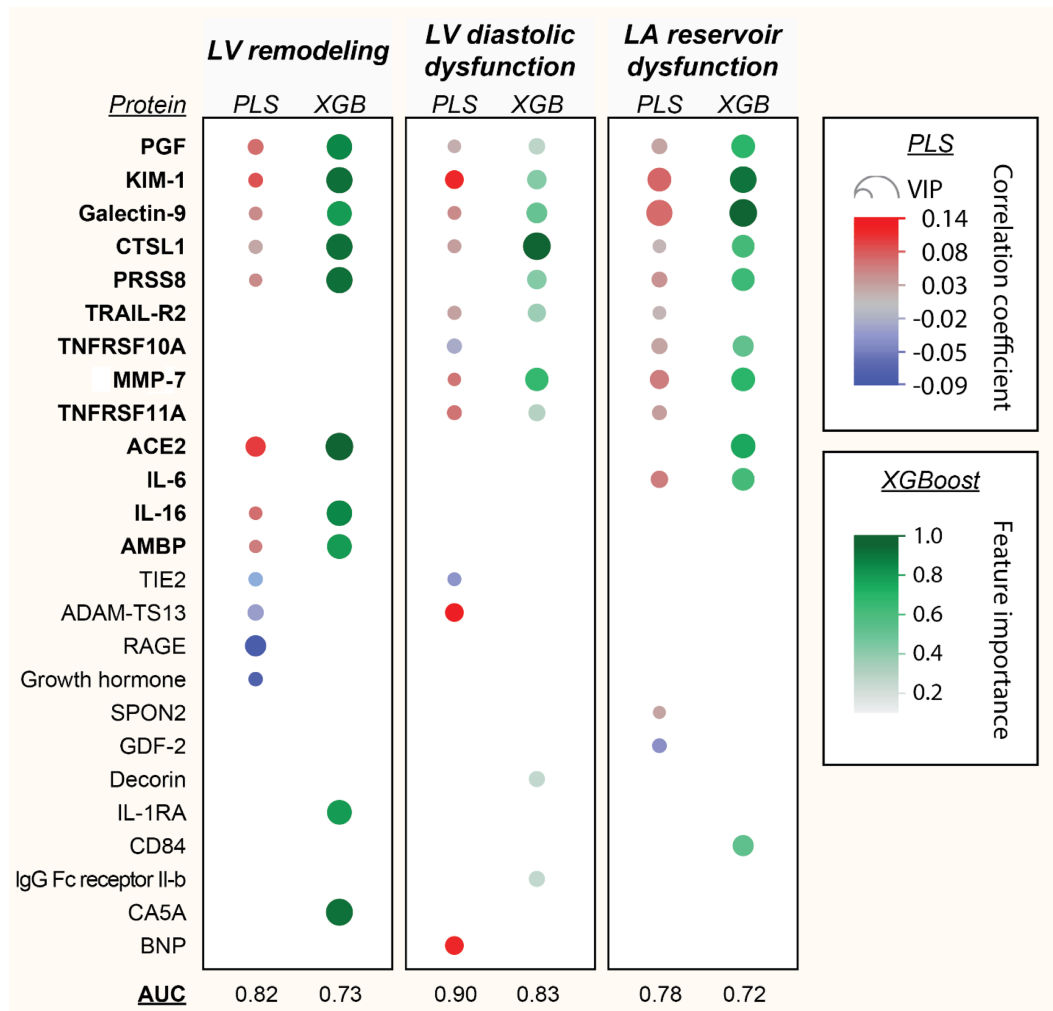 LV remodeling
LV diastolic
dysfunction
LA reservoir
dysfunction
Protein
PLS XGB
PLS XGB
PLS XGB
PGF
KIM-1
Galectin-9
CTSL1
PRSS8
TRAIL-R2
TNFRSF10A
MMP-7
TNFRSF11A
ACE2
IL-6
IL-16
AMBP
TIE2
ADAM-TS13
RAGE
Growth hormone
SPON2
GDF-2
Decorin
IL-1RA
CD84
IgG Fc receptor II-b
CA5A
BNP
AUC 0.82 0.73 0.90 0.83 0.78 0.72
PLS
VIP
0.14
0.08
0.03
-0.02
-0.05
-0.09
Correlation coefficient
XGBoost
1.0
0.8
0.6
0.4
0.2
Feature importance